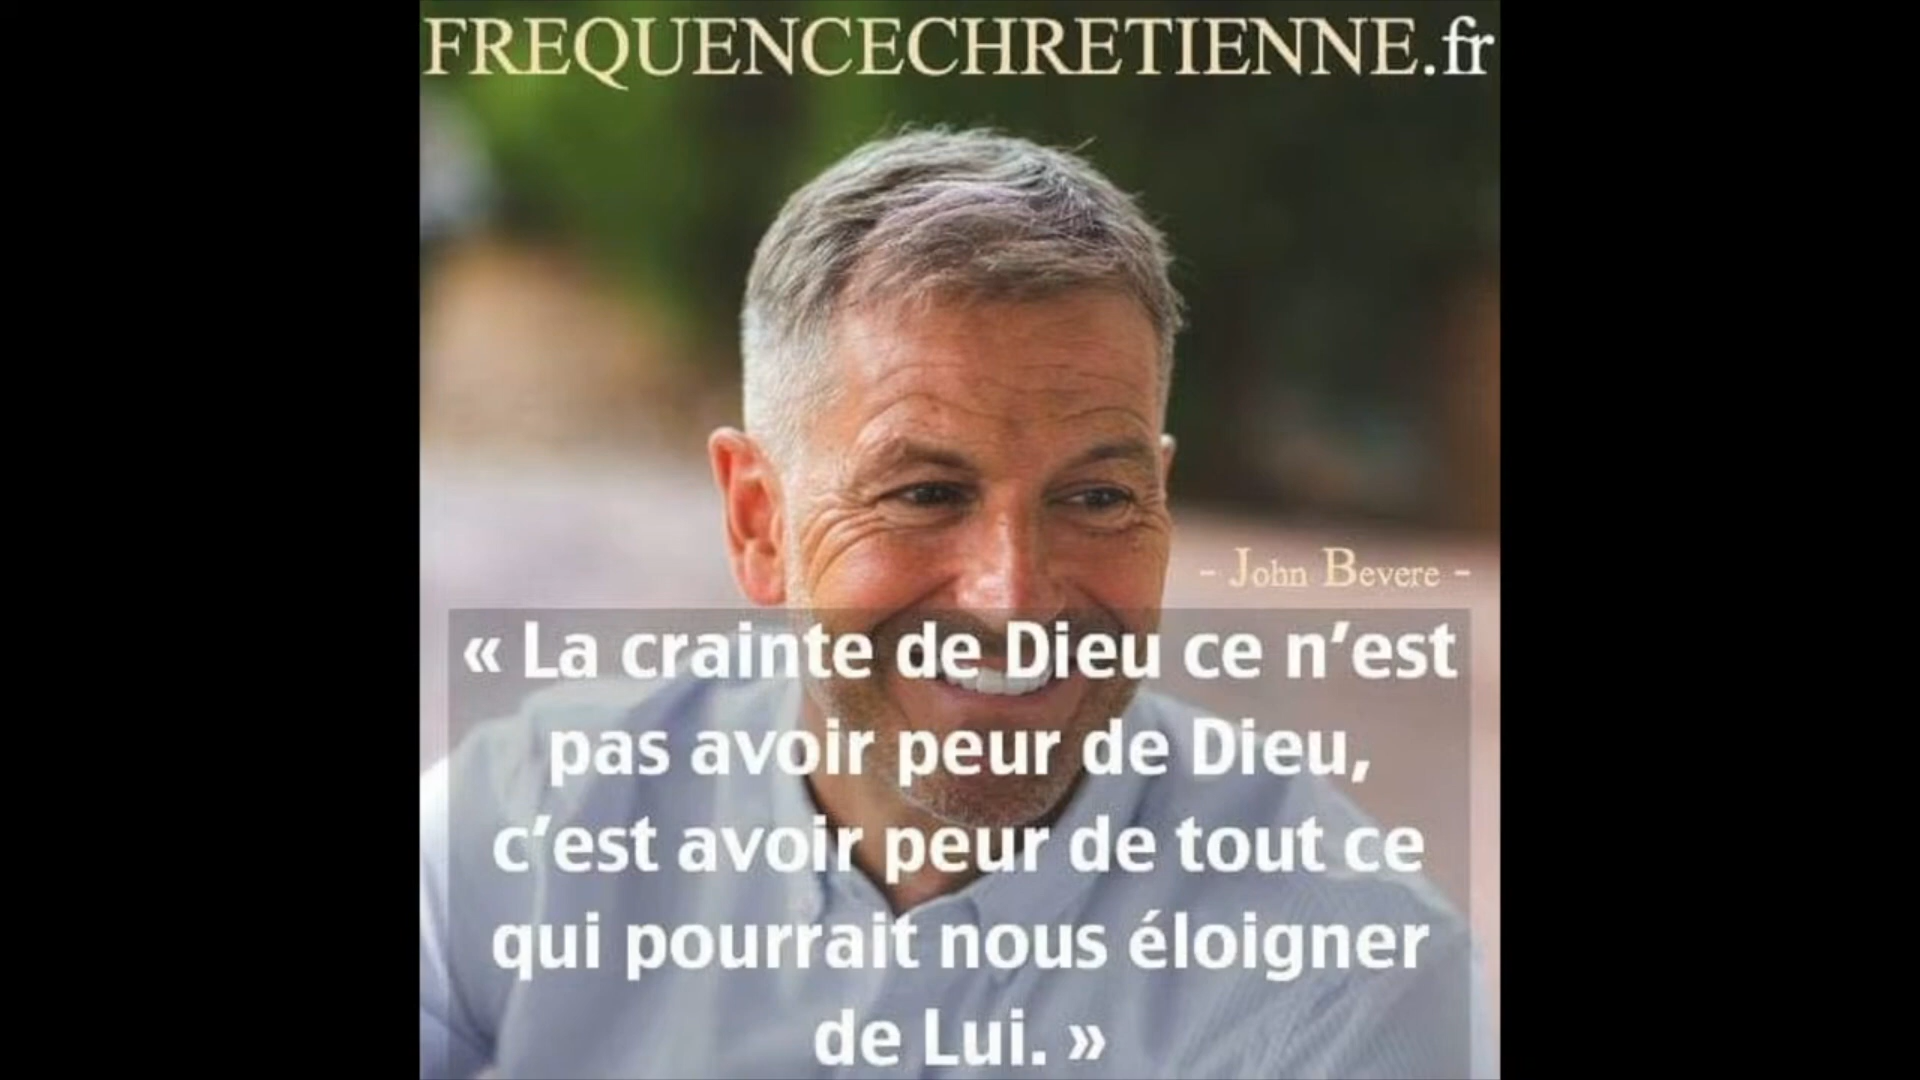 FREQUENCECHRETIENNE.fr
- John Bevere -
« La crainte de Dieu ce n’est
pas avoir peur de Dieu,
c’est avoir peur de tout ce
qui pourrait nous éloigner
de Lui. »